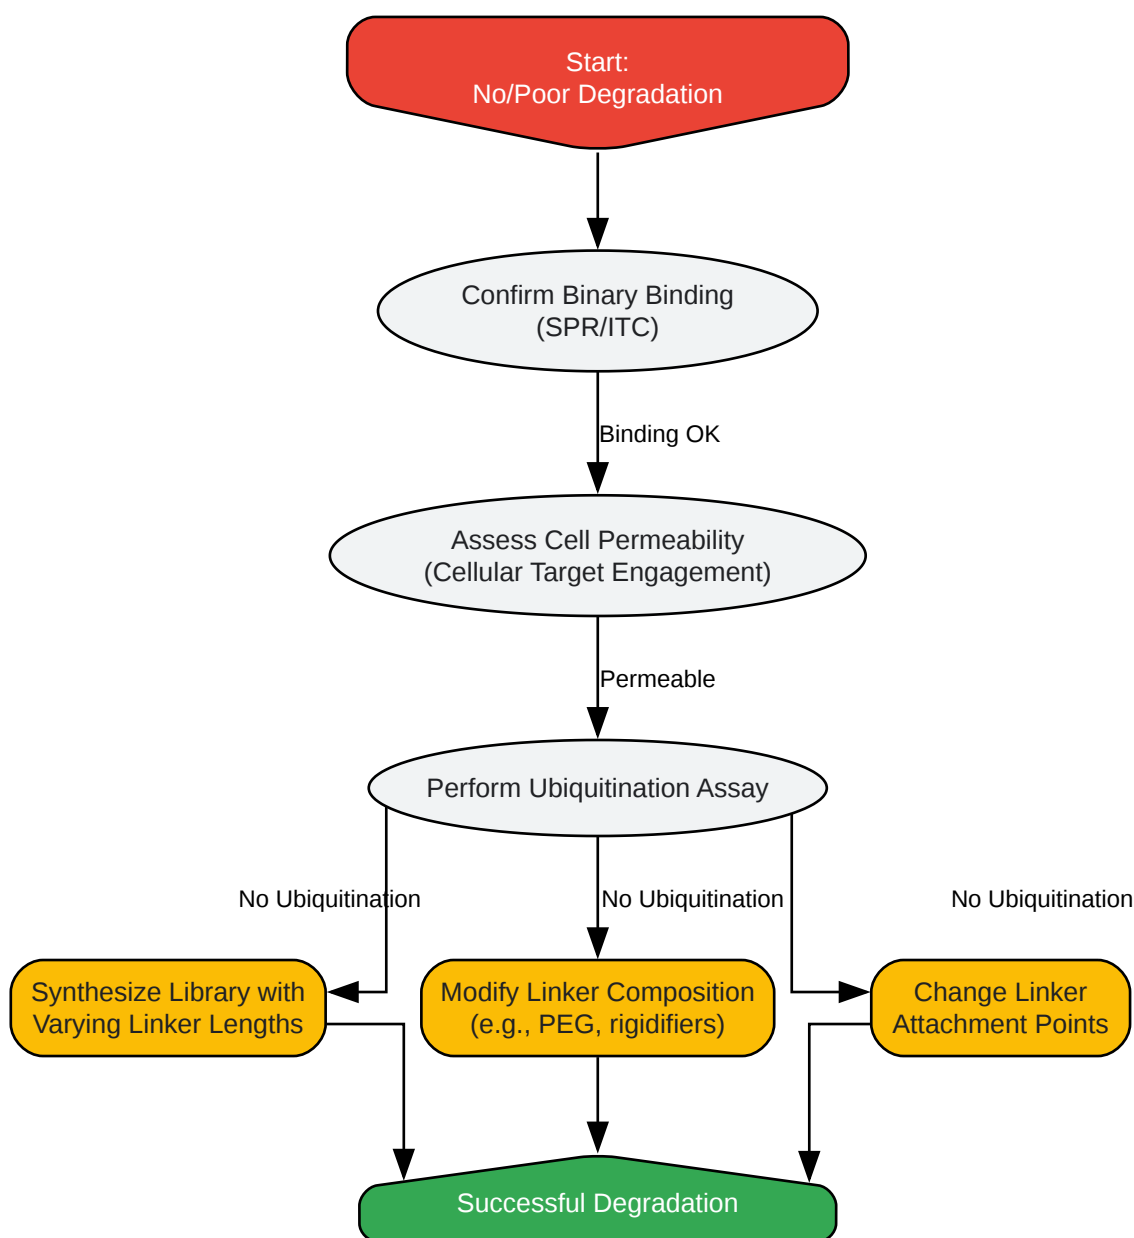 Start:
No/Poor Degradation
Confirm Binary Binding
(SPR/ITC)
Binding OK
Assess Cell Permeability
(Cellular Target Engagement)
Permeable
Perform Ubiquitination Assay
No Ubiquitination
No Ubiquitination
No Ubiquitination
Synthesize Library with
Varying Linker Lengths
Modify Linker Composition
(e.g., PEG, rigidifiers)
Change Linker
Attachment Points
Successful Degradation